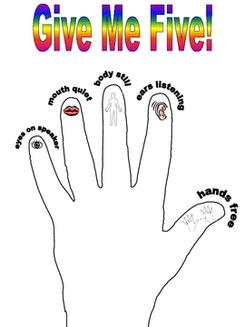 Give Me Five!
eyes on speaker
mouth quiet
body still
ears listening
hands free